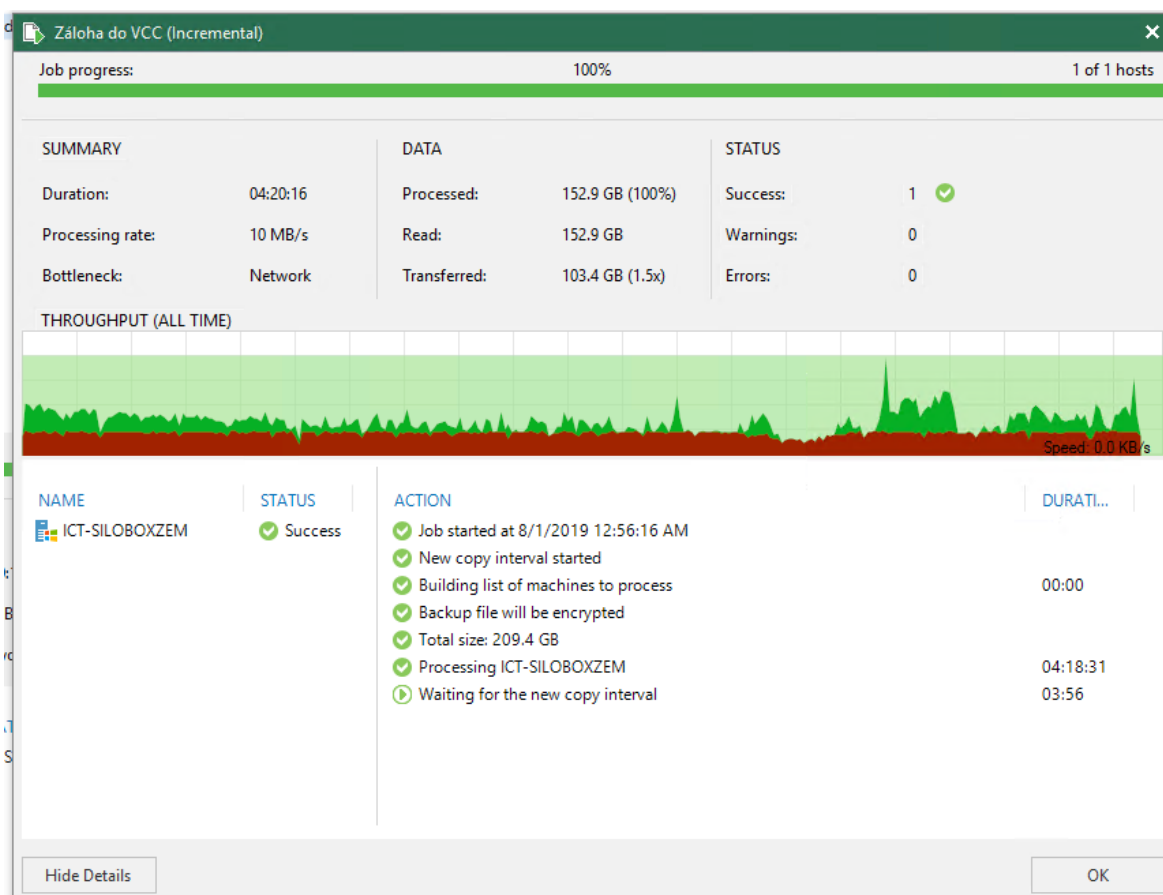 Záloha do VCC (Incremental)
Job progress: 100% 1 of 1 hosts
SUMMARY DATA STATUS
Duration: 04:20:16 Processed: 152.9 GB (100%) Success: 1
Processing rate: 10 MB/s Read: 152.9 GB Warnings: 0
Bottleneck: Network Transferred: 103.4 GB (1.5x) Errors: 0
THROUGHPUT (ALL TIME)
Speed: 0.0 KB/s
NAME STATUS ACTION DURATI...
ICT-SILOBOXZEM Success Job started at 8/1/2019 12:56:16 AM
New copy interval started
Building list of machines to process 00:00
Backup file will be encrypted
Total size: 209.4 GB
Processing ICT-SILOBOXZEM 04:18:31
Waiting for the new copy interval 03:56
Hide Details OK